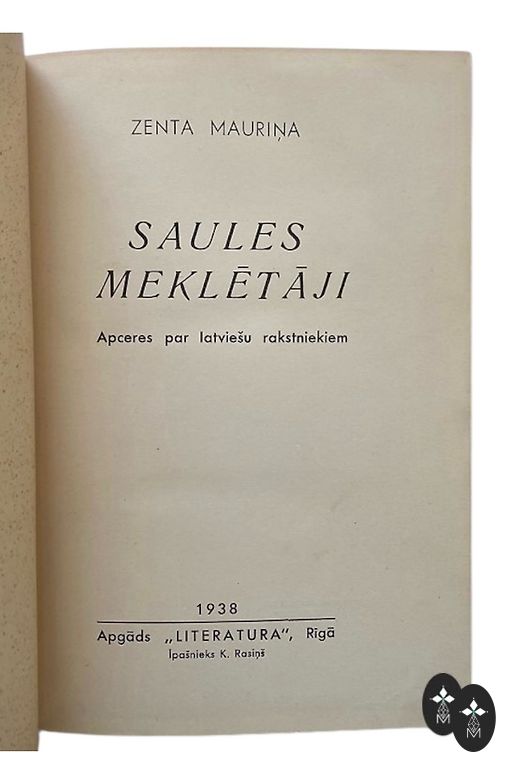 ZENTA MAURIŅA
SAULES
MEKLĒTĀJI
Apceres par latviešu rakstniekiem
1938
Apgāds „LITERATURA“, Rīgā
Īpašnieks K. Rasiņš
M
M